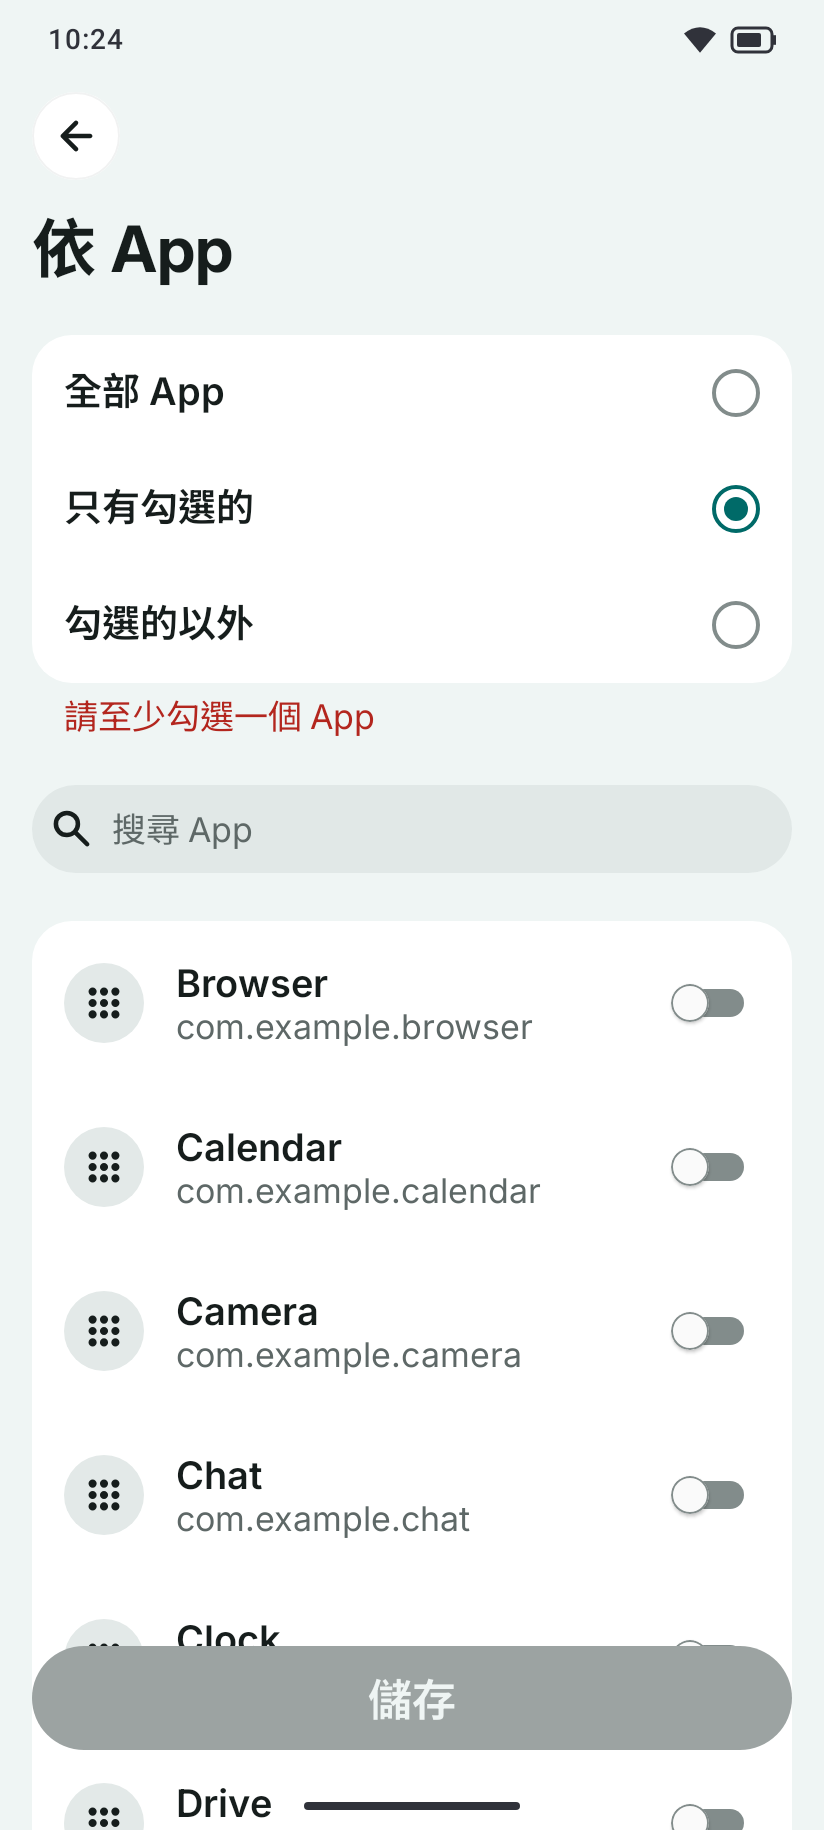 10:24
依 App
全部 App
只有勾選的
勾選的以外
請至少勾選一個 App
搜尋 App
Browser
com.example.browser
Calendar
com.example.calendar
Camera
com.example.camera
Chat
com.example.chat
Clock
儲存
Drive